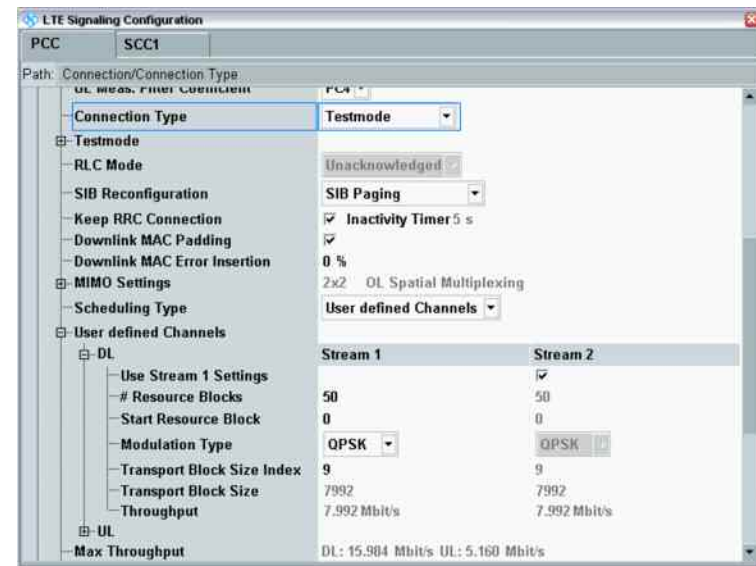 LTE Signaling Configuration
PCC SCC1
Path: Connection/Connection Type
UL Meas. Filter Coefficient FC4
Connection Type Testmode
Testmode
RLC Mode Unacknowledged
SIB Reconfiguration SIB Paging
Keep RRC Connection Inactivity Timer 5 s
Downlink MAC Padding
Downlink MAC Error Insertion 0 %
MIMO Settings 2x2 OL Spatial Multiplexing
Scheduling Type User defined Channels
User defined Channels
DL Stream 1 Stream 2
Use Stream 1 Settings
# Resource Blocks 50 50
Start Resource Block 0 0
Modulation Type QPSK QPSK
Transport Block Size Index 9 9
Transport Block Size 7992 7992
Throughput 7.992 Mbit/s 7.992 Mbit/s
UL
Max Throughput DL: 15.984 Mbit/s UL: 5.160 Mbit/s